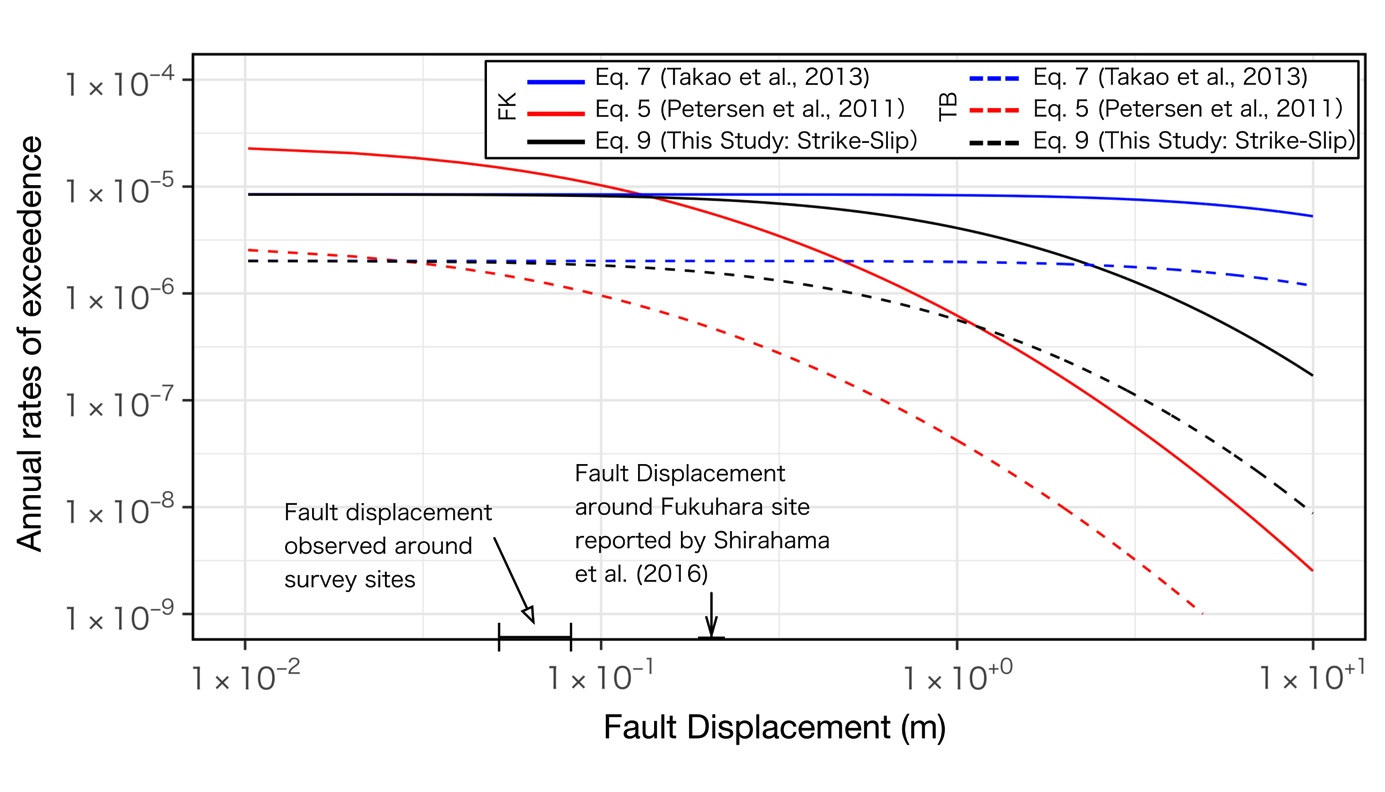 Annual rates of exceedence
1 × 10⁻⁴
1 × 10⁻⁵
1 × 10⁻⁶
1 × 10⁻⁷
1 × 10⁻⁸
1 × 10⁻⁹
FK
Eq. 7 (Takao et al., 2013)
Eq. 5 (Petersen et al., 2011)
Eq. 9 (This Study: Strike-Slip)
TB
Eq. 7 (Takao et al., 2013)
Eq. 5 (Petersen et al., 2011)
Eq. 9 (This Study: Strike-Slip)
Fault displacement
observed around
survey sites
Fault Displacement
around Fukuhara site
reported by Shirahama
et al. (2016)
1 × 10⁻²
1 × 10⁻¹
1 × 10⁺⁰
1 × 10⁺¹
Fault Displacement (m)